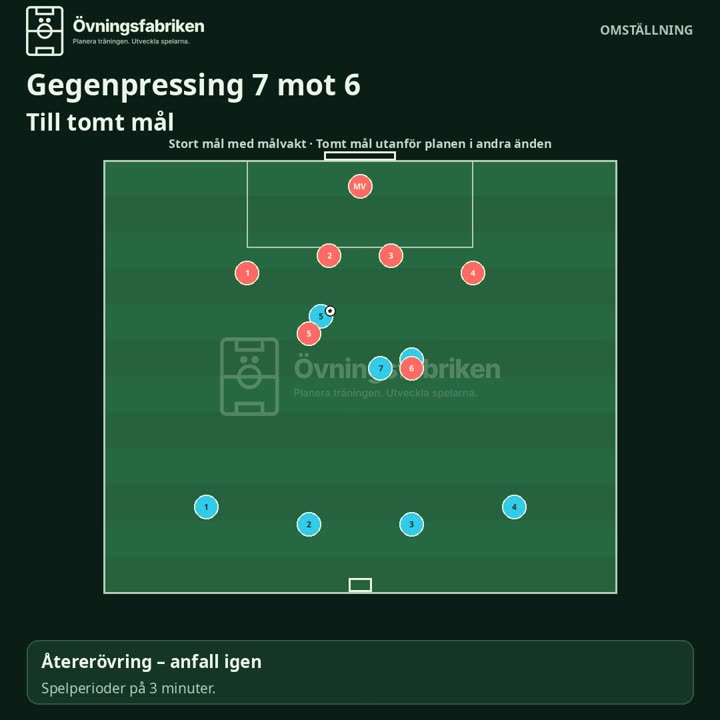 Övningsfabriken
Planera träningen. Utveckla spelarna.
OMSTÄLLNING
Gegenpressing 7 mot 6
Till tomt mål
Stort mål med målvakt · Tomt mål utanför planen i andra änden
MV
2
3
1
4
5
5
7
6
Övningsfabriken
Planera träningen. Utveckla spelarna.
1
4
2
3
Återerövring – anfall igen
Spelperioder på 3 minuter.